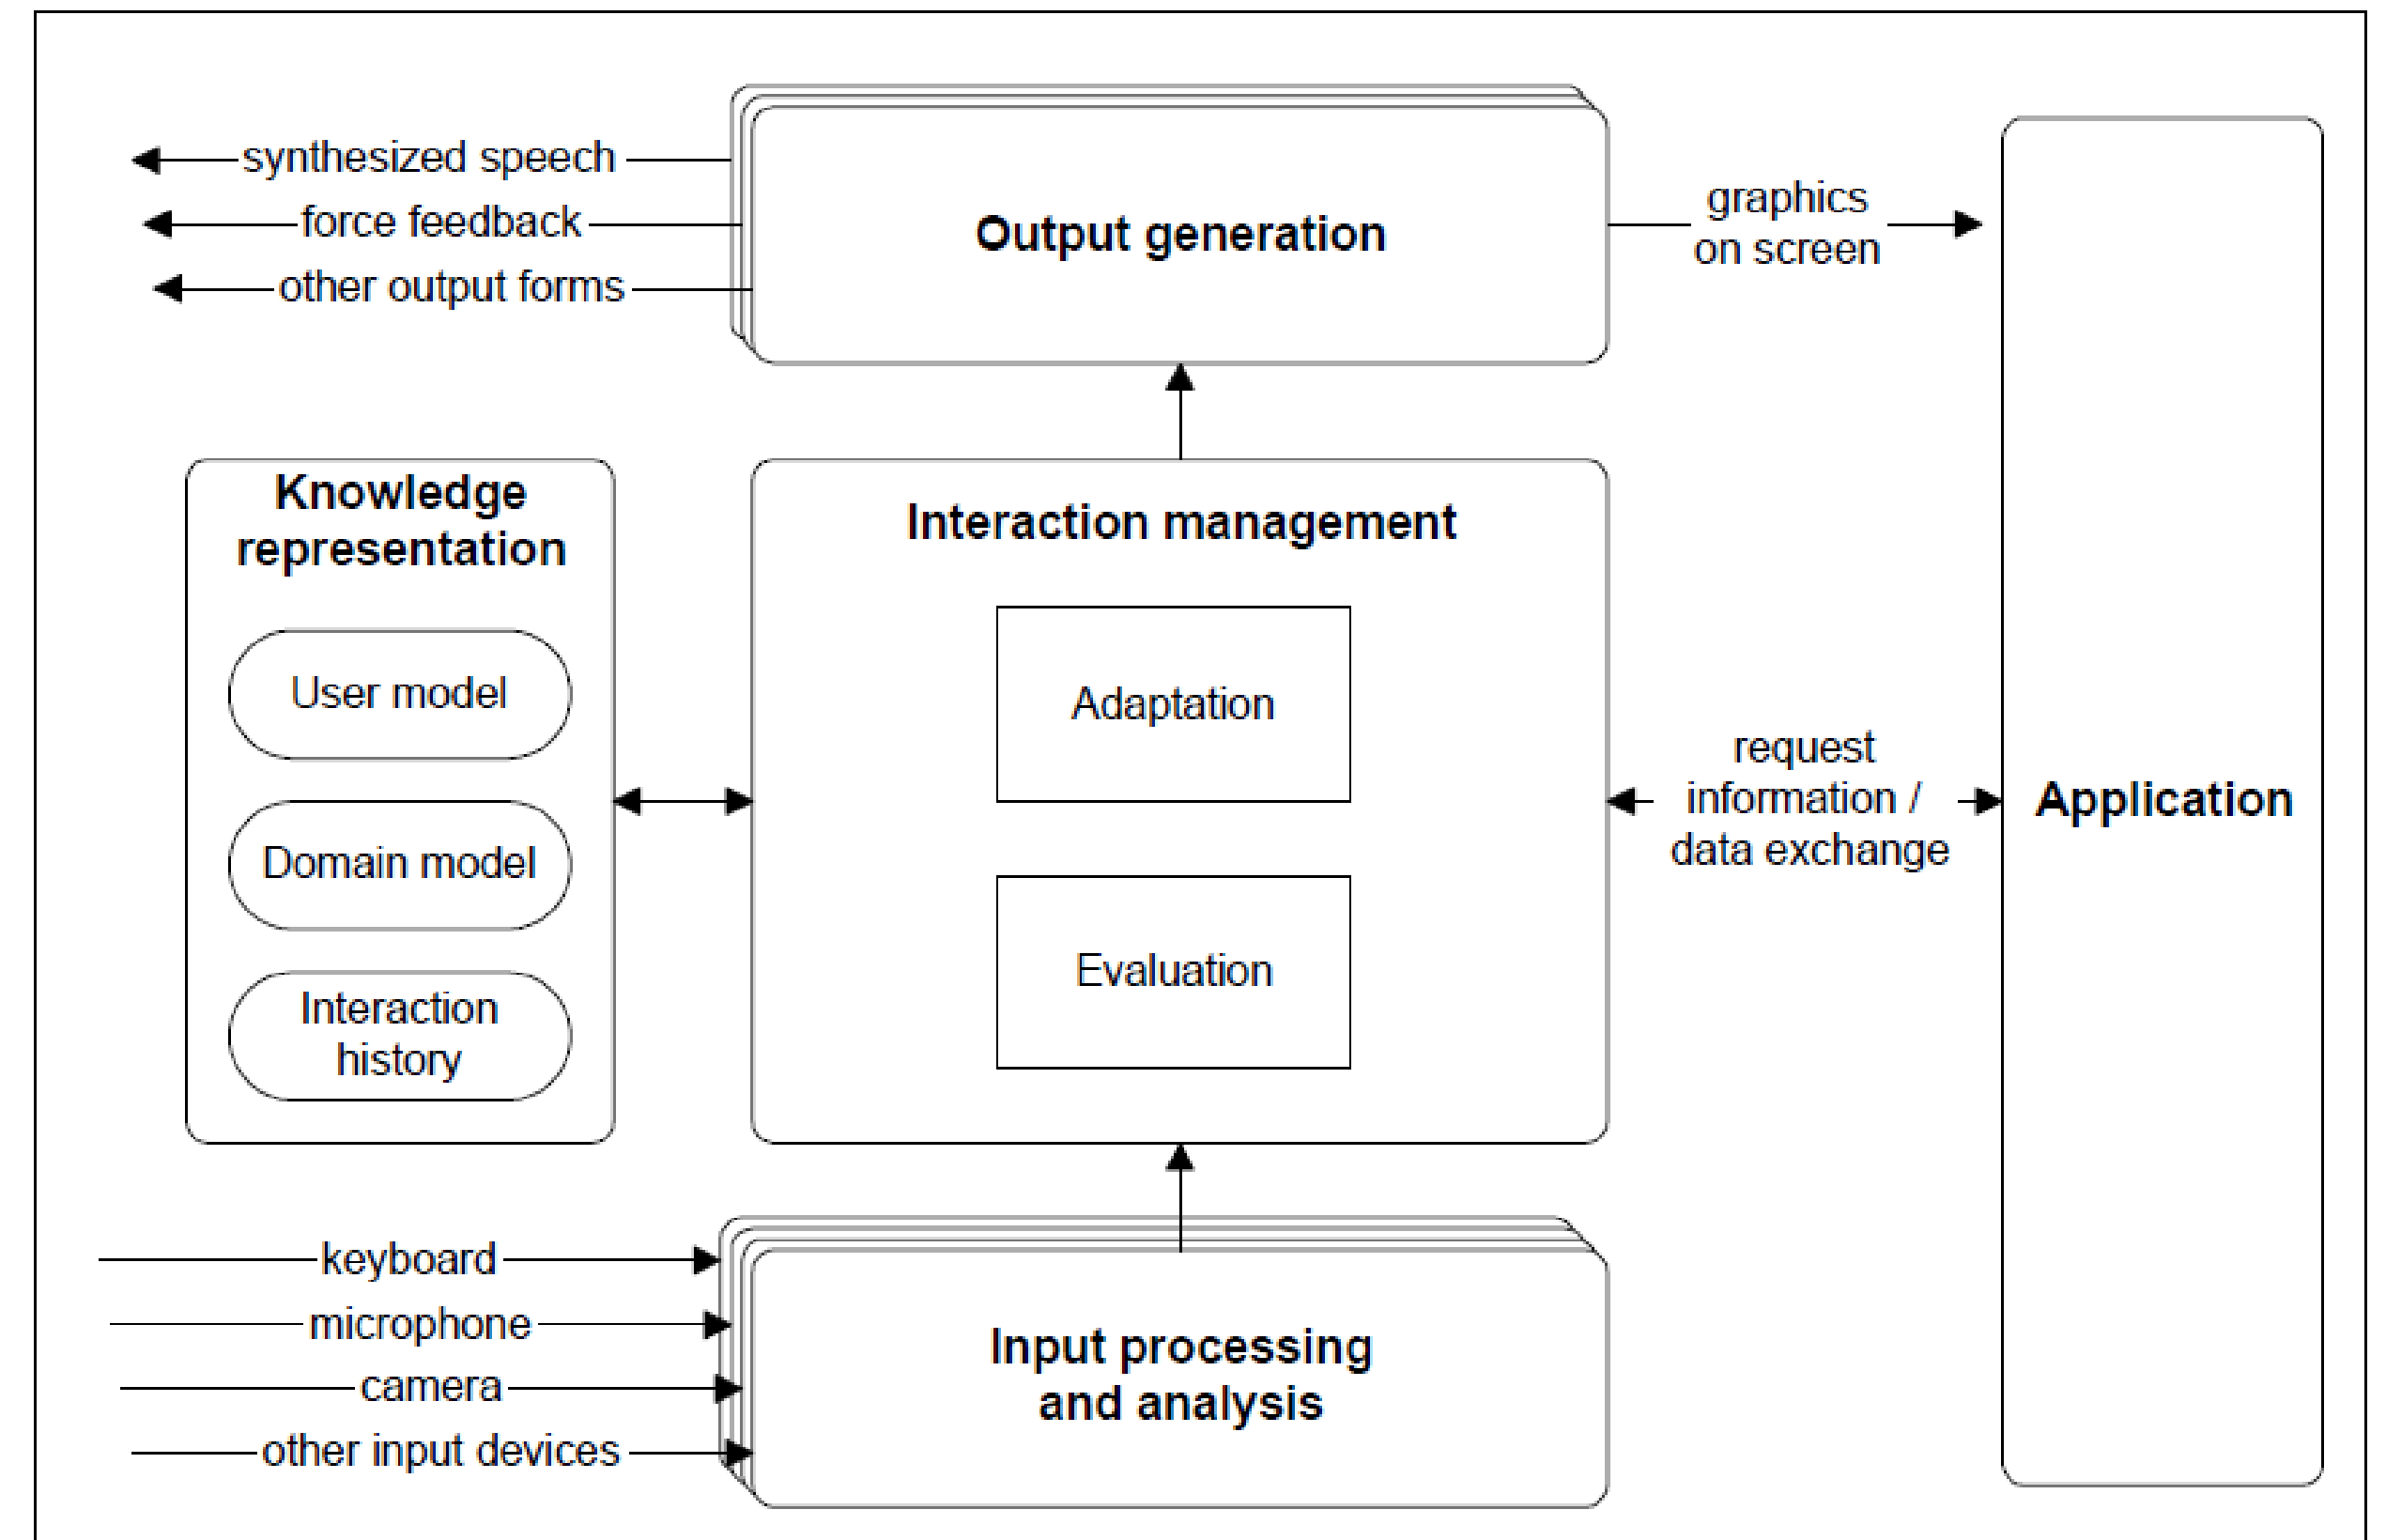 synthesized speech
force feedback
other output forms
Output generation
graphics
on screen
Knowledge
representation
User model
Domain model
Interaction
history
Interaction management
Adaptation
Evaluation
request
information /
data exchange
Application
keyboard
microphone
camera
other input devices
Input processing
and analysis